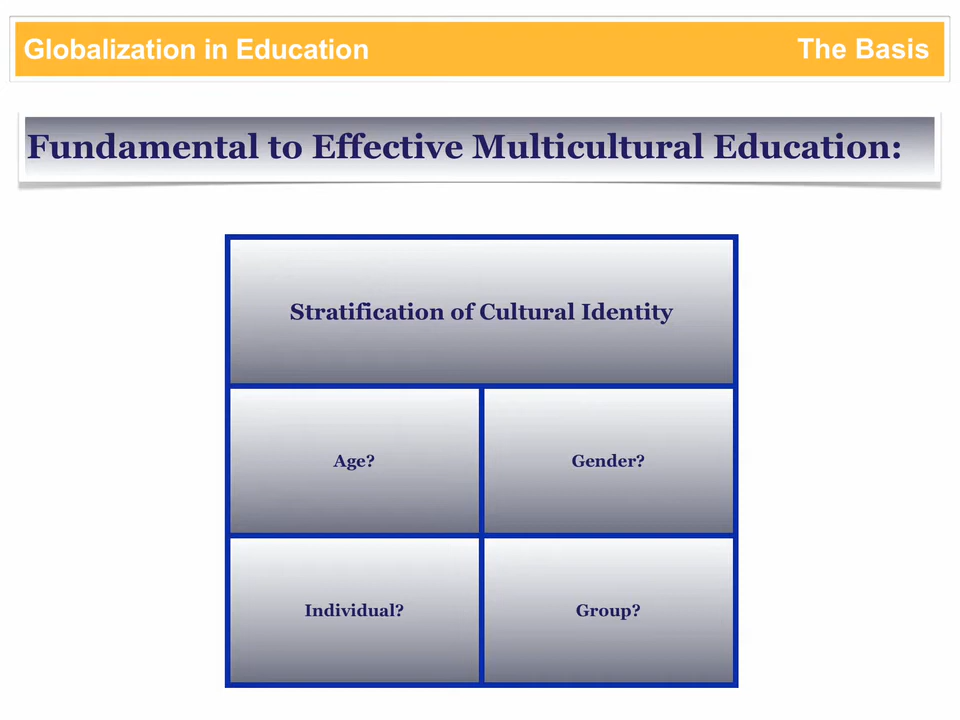 Globalization in Education
The Basis
Fundamental to Effective Multicultural Education:
Stratification of Cultural Identity
Age?
Gender?
Individual?
Group?